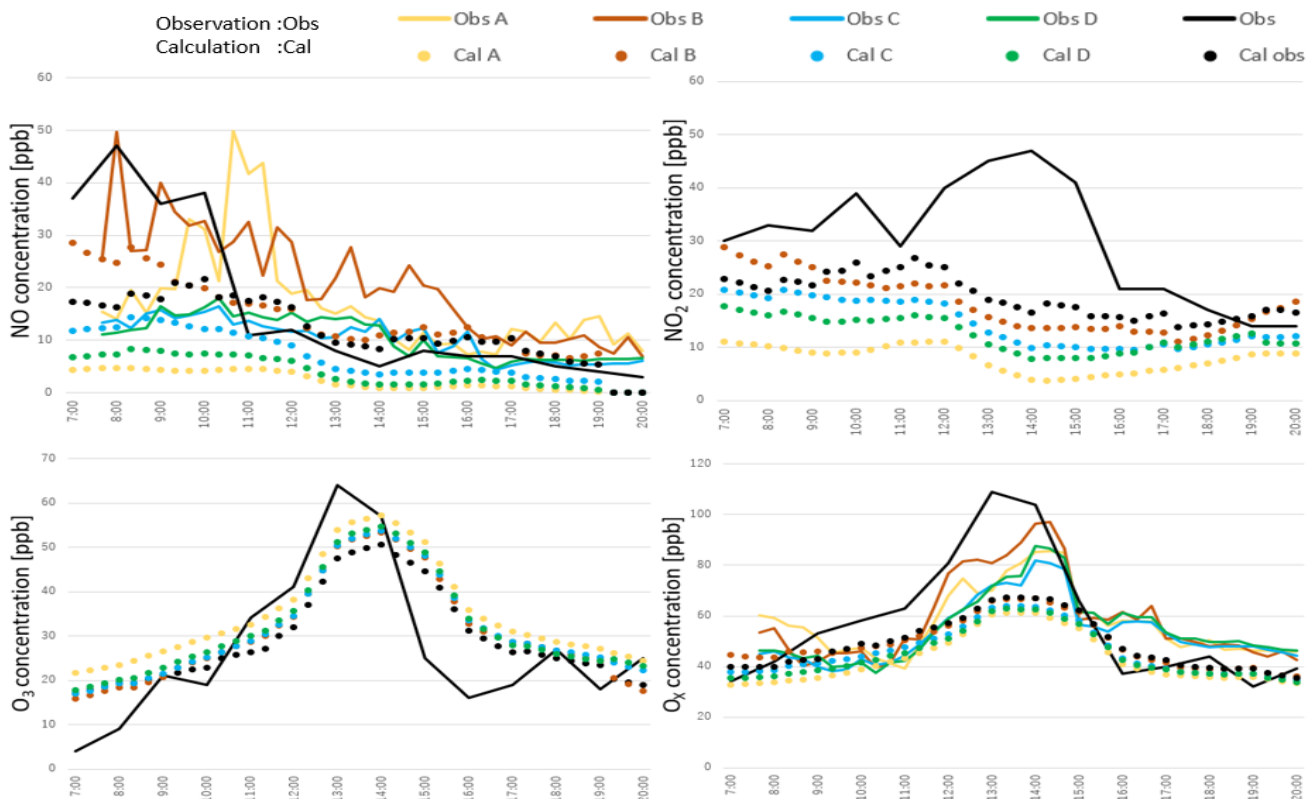 Observation :Obs
Calculation :Cal
Obs A Obs B Obs C Obs D Obs
Cal A Cal B Cal C Cal D Cal obs
NO concentration [ppb]
60
50
40
30
20
10
0
7:00 8:00 9:00 10:00 11:00 12:00 13:00 14:00 15:00 16:00 17:00 18:00 19:00 20:00
NO₂ concentration [ppb]
60
50
40
30
20
10
0
7:00 8:00 9:00 10:00 11:00 12:00 13:00 14:00 15:00 16:00 17:00 18:00 19:00 20:00
O₃ concentration [ppb]
70
60
50
40
30
20
10
0
7:00 8:00 9:00 10:00 11:00 12:00 13:00 14:00 15:00 16:00 17:00 18:00 19:00 20:00
Oₓ concentration [ppb]
120
100
80
60
40
20
0
7:00 8:00 9:00 10:00 11:00 12:00 13:00 14:00 15:00 16:00 17:00 18:00 19:00 20:00